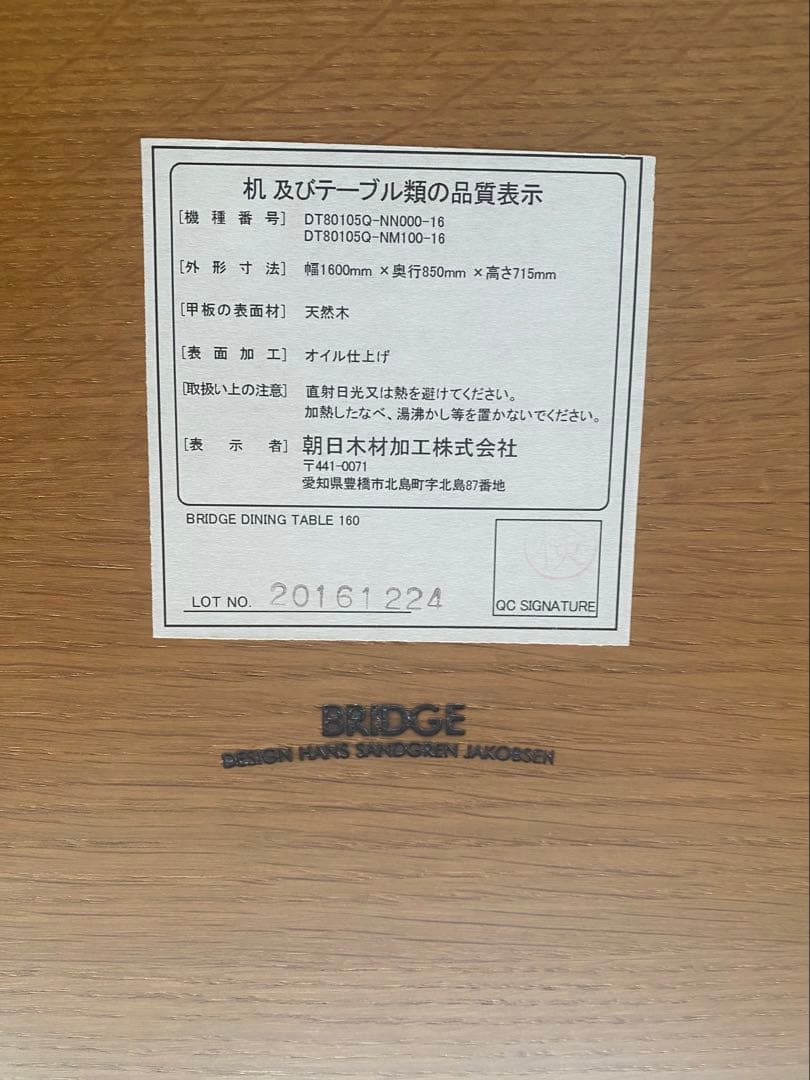 机 及びテーブル類の品質表示
[機種番号] DT80105Q-NN000-16
DT80105Q-NM100-16
[外形寸法] 幅1600mm ×奥行850mm ×高さ715mm
[甲板の表面材] 天然木
[表面加工] オイル仕上げ
[取扱い上の注意] 直射日光又は熱を避けてください。
加熱したなべ、湯沸かし等を置かないでください。
[表示者] 朝日木材加工株式会社
〒441-0071
愛知県豊橋市北島町字北島87番地
BRIDGE DINING TABLE 160
LOT NO. 20161224
QC SIGNATURE
BRIDGE
DESIGN HANS SANDGREN JAKOBSEN